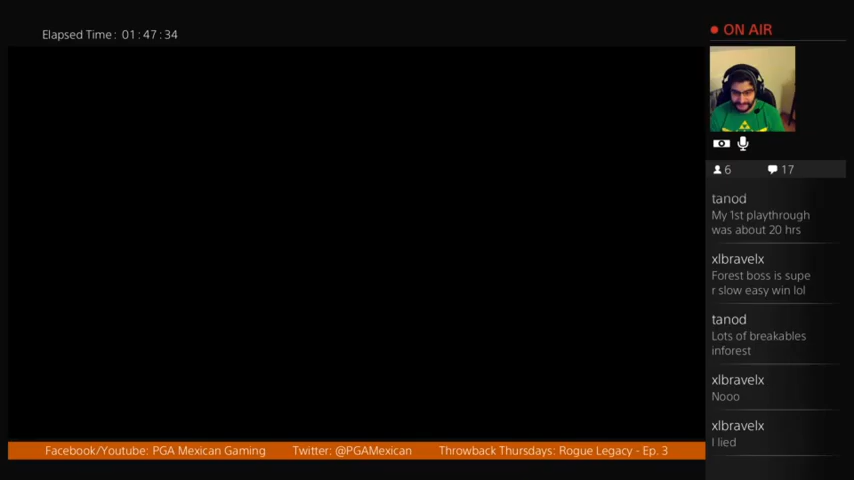 Elapsed Time: 01:47:34
ON AIR
6 17
tanod
My 1st playthrough
was about 20 hrs
xlbravelx
Forest boss is supe
r slow easy win lol
tanod
Lots of breakables
inforest
xlbravelx
Nooo
xlbravelx
I lied
Facebook/Youtube: PGA Mexican Gaming Twitter: @PGAMexican Throwback Thursdays: Rogue Legacy - Ep. 3